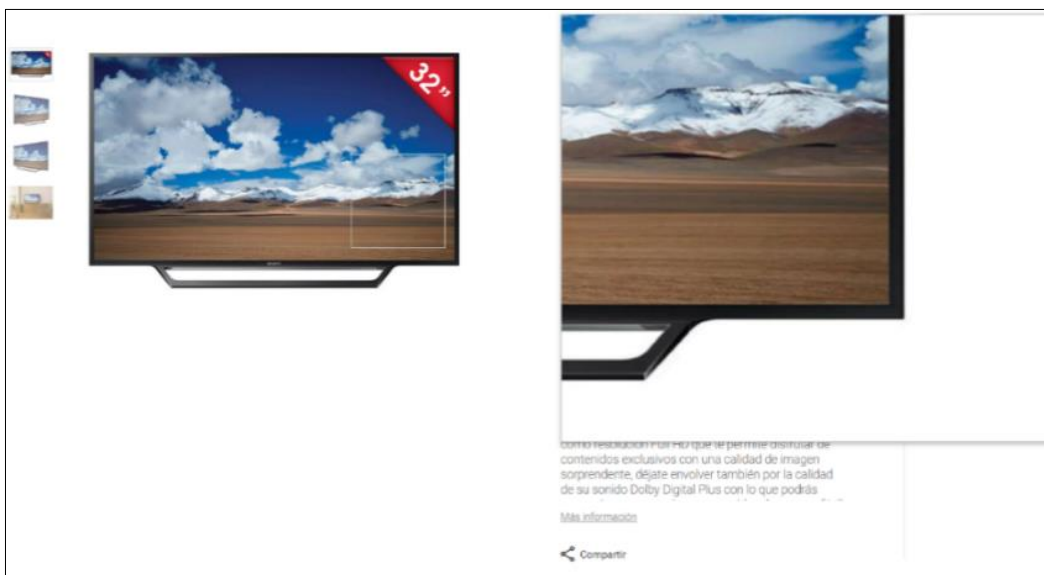 32”
SONY
como resolución Full HD que te permite disfrutar de
contenidos exclusivos con una calidad de imagen
sorprendente, déjate envolver también por la calidad
de su sonido Dolby Digital Plus con lo que podrás
Más información
Compartir